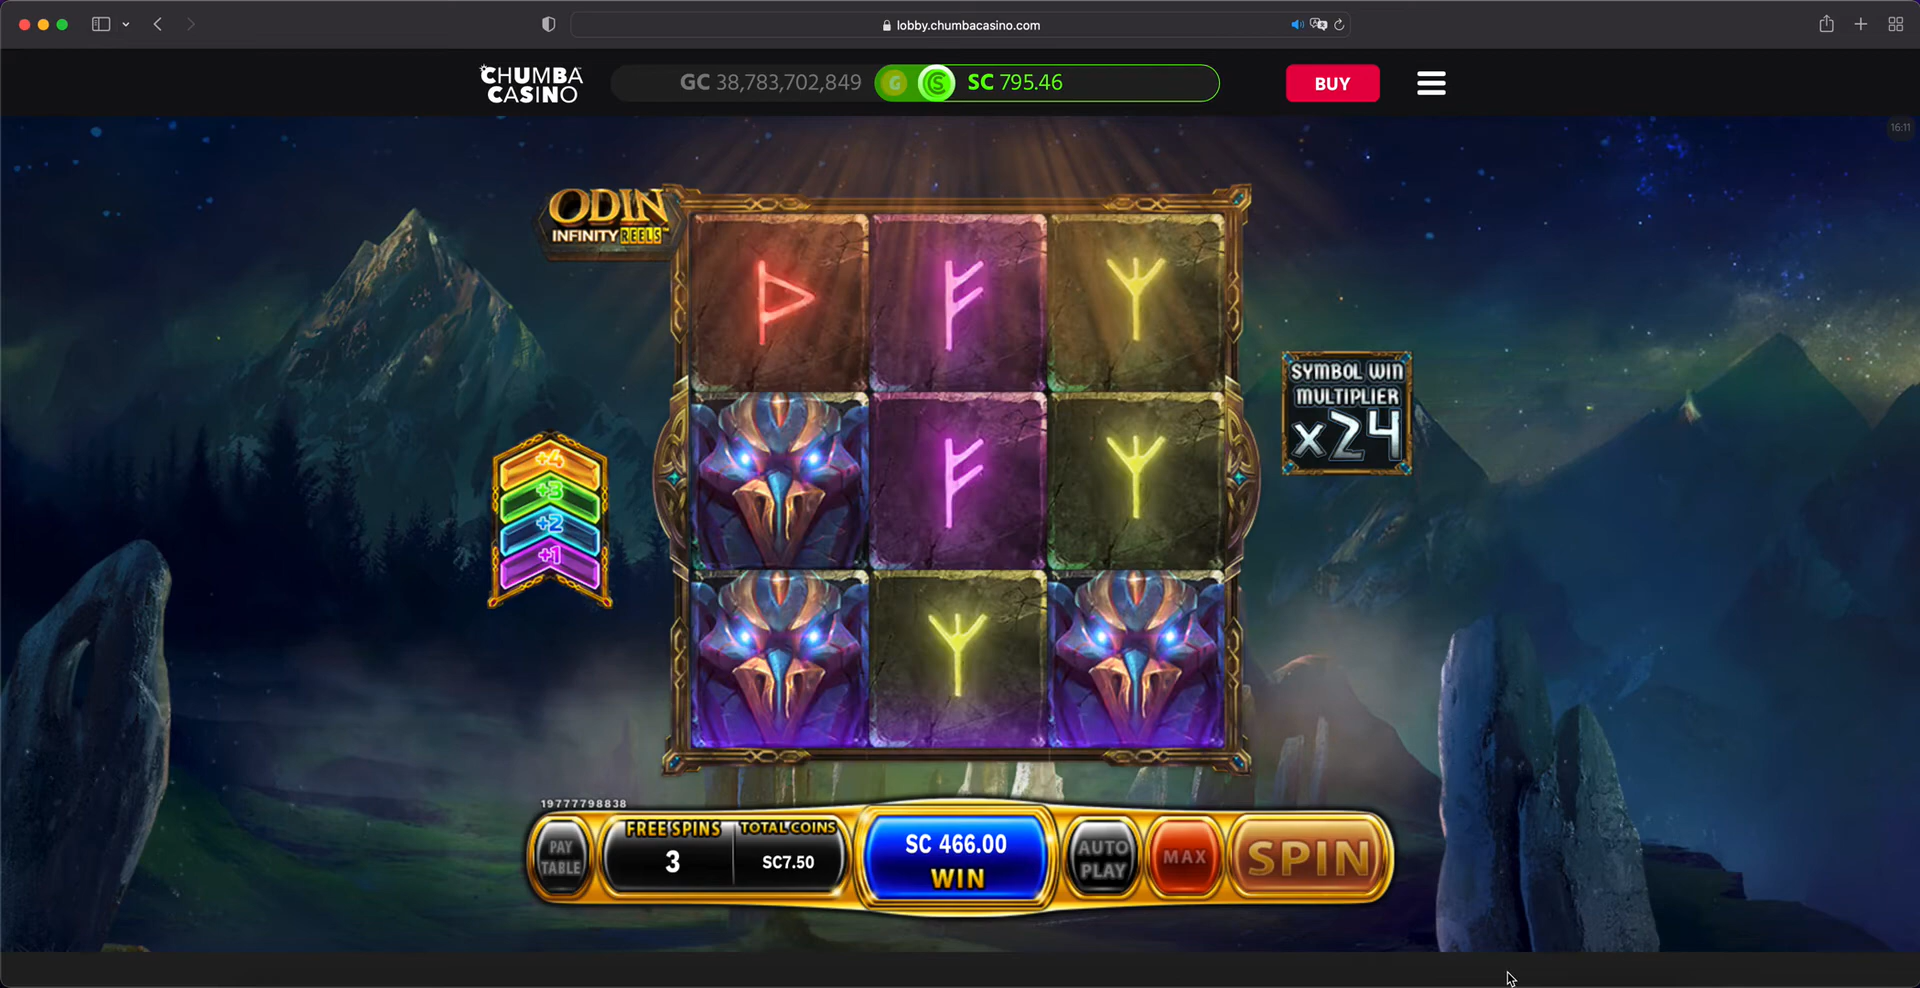 lobby.chumbacasino.com
CHUMBA
CASINO
GC 38,783,702,849
G
S
SC 795.46
BUY
16:11
ODIN
INFINITY REELS™
SYMBOL WIN
MULTIPLIER
x24
+4
+3
+2
+1
19777798838
PAY
TABLE
FREE SPINS
3
TOTAL COINS
SC7.50
SC 466.00
WIN
AUTO
PLAY
MAX
SPIN